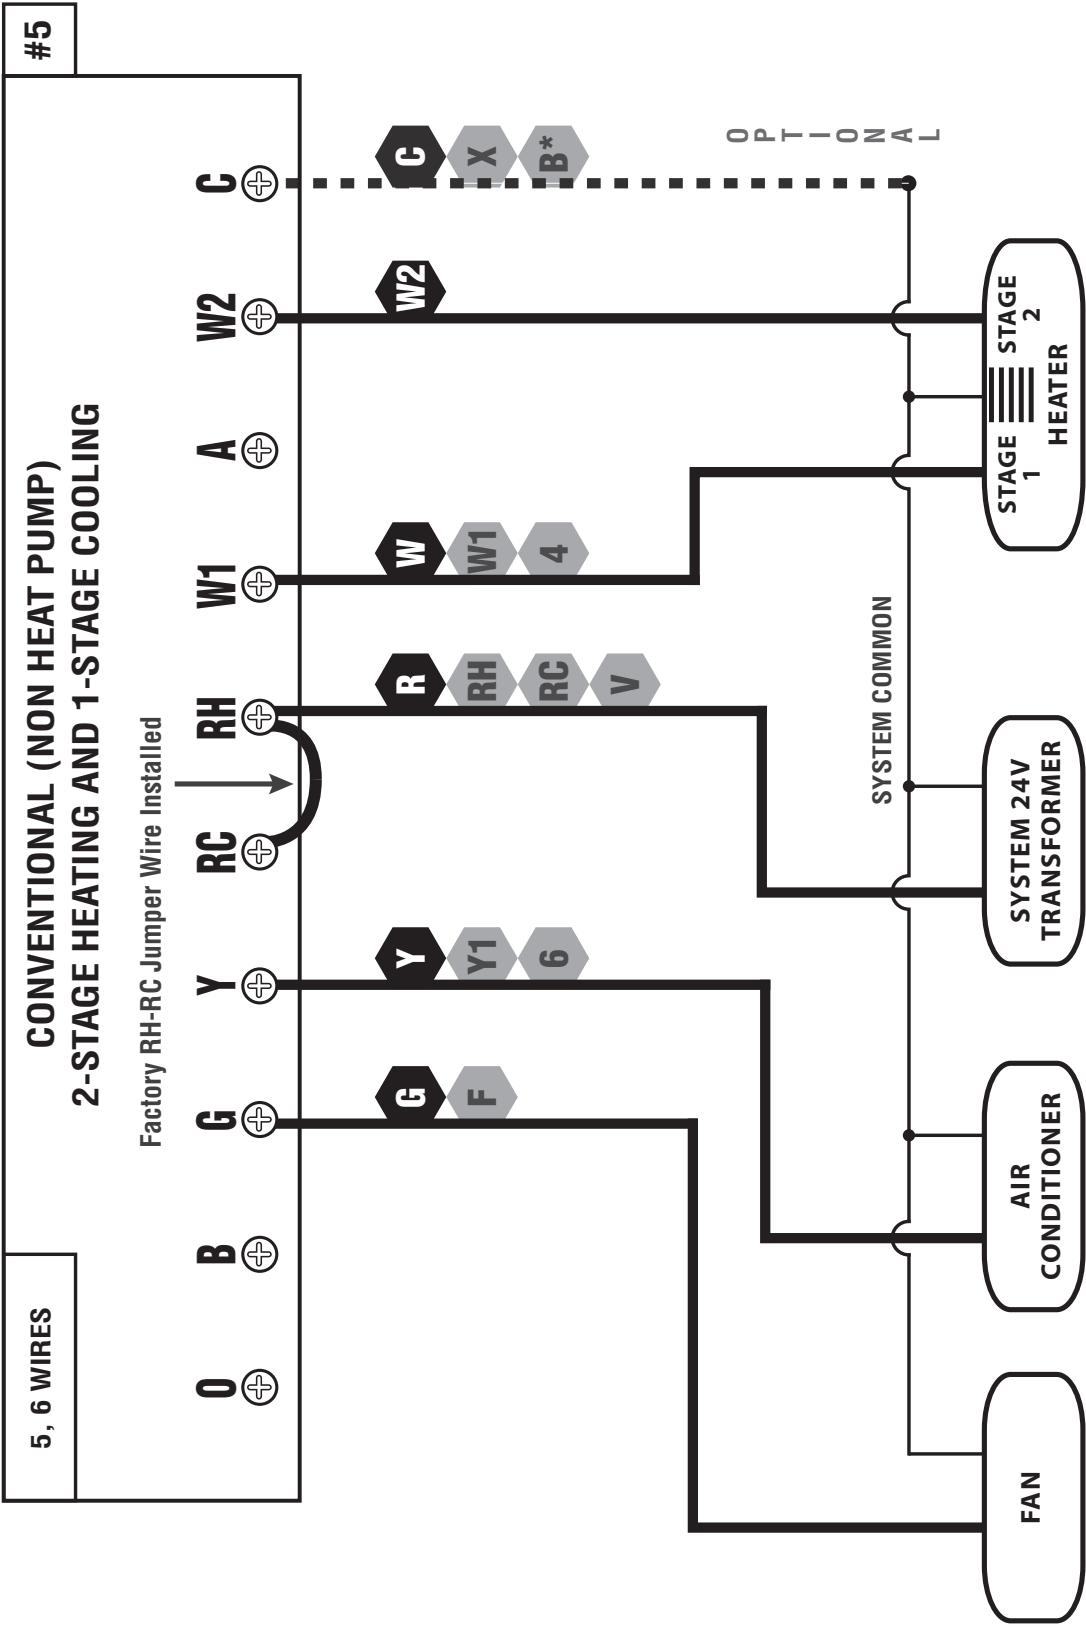 5, 6 WIRES
CONVENTIONAL (NON HEAT PUMP)
2-STAGE HEATING AND 1-STAGE COOLING
#5
Factory RH-RC Jumper Wire Installed
O B G Y RC RH W1 A W2 C
G Y R W W2 C
F Y1 RH W1 X
6 RC 4 B*
V
OPTIONAL
SYSTEM COMMON
FAN
AIR
CONDITIONER
SYSTEM 24V
TRANSFORMER
STAGE
1
STAGE
2
HEATER